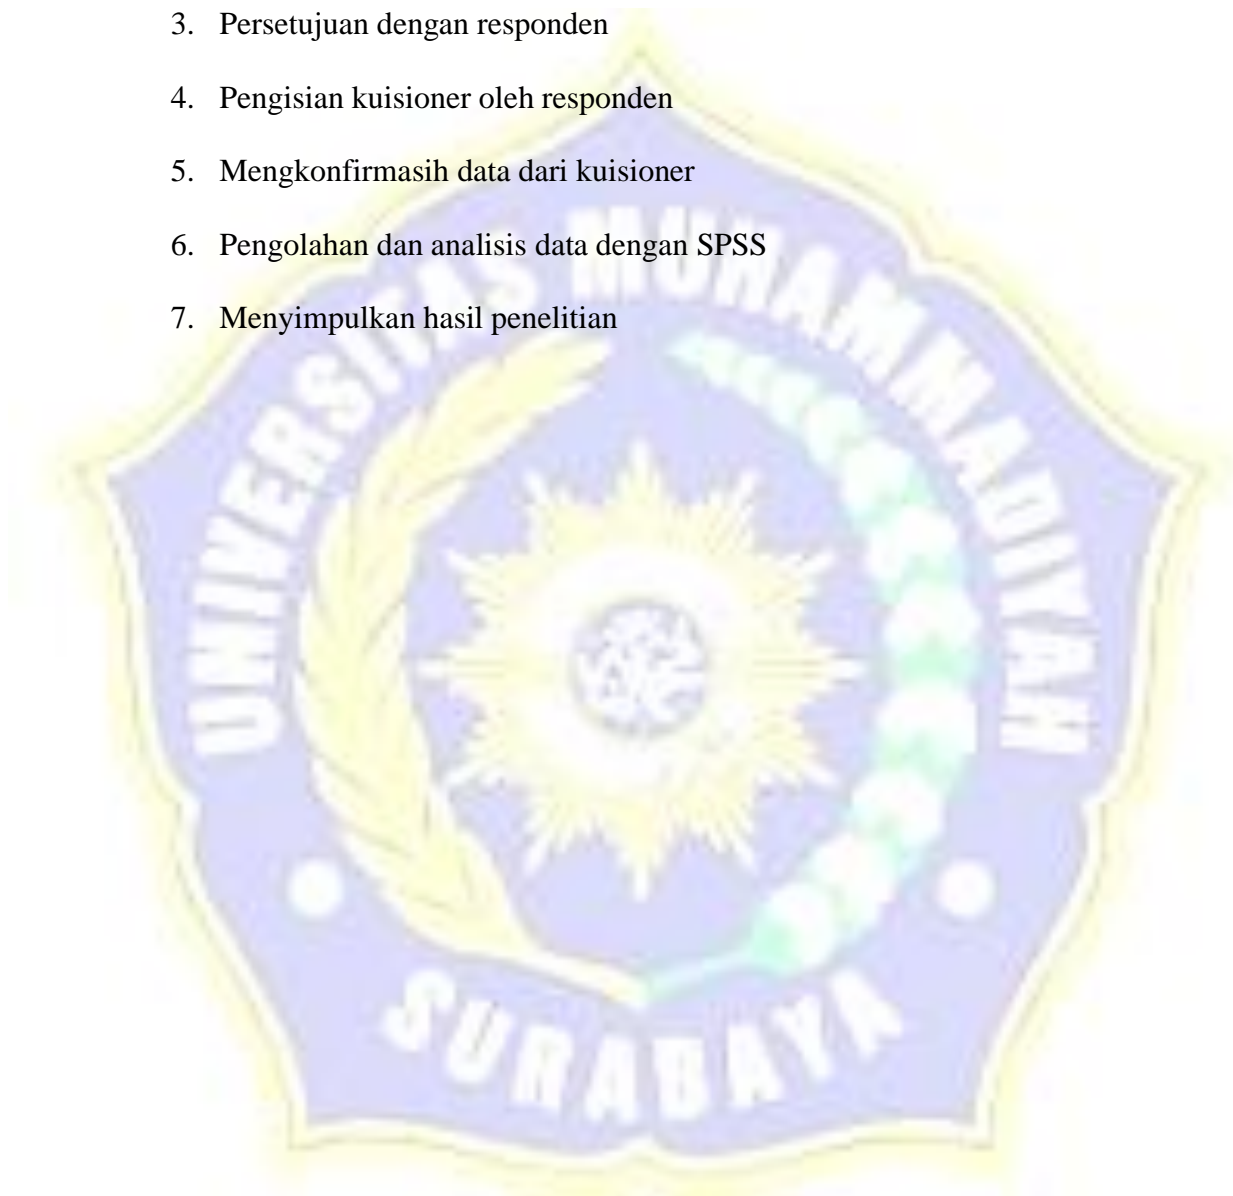 3. Persetujuan dengan responden
4. Pengisian kuisioner oleh responden
5. Mengkonfirmasih data dari kuisioner
6. Pengolahan dan analisis data dengan SPSS
7. Menyimpulkan hasil penelitian
UNIVERSITAS MUHAMMADIYAH
SURABAYA